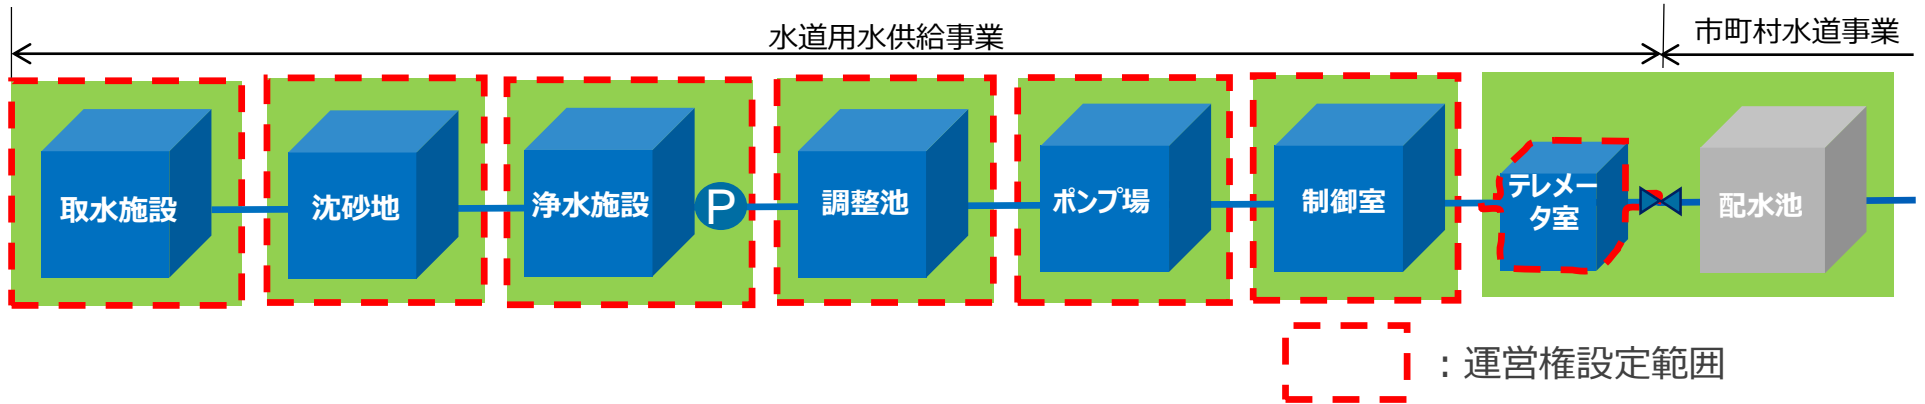 水道用水供給事業
市町村水道事業
取水施設
沈砂地
浄水施設
P
調整池
ポンプ場
制御室
テレメー
タ室
配水池
：運営権設定範囲